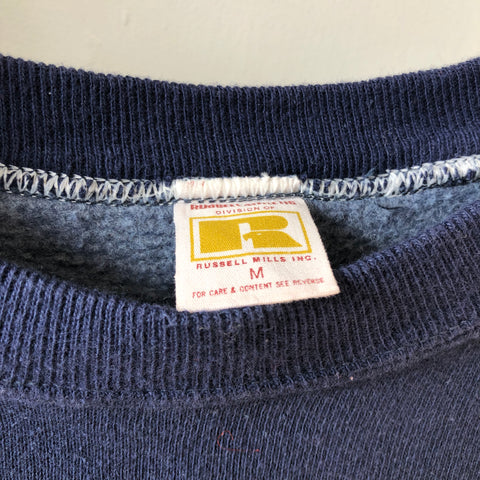 DIVISION OF
R
RUSSELL MILLS INC.
M
FOR CARE & CONTENT SEE REVERSE